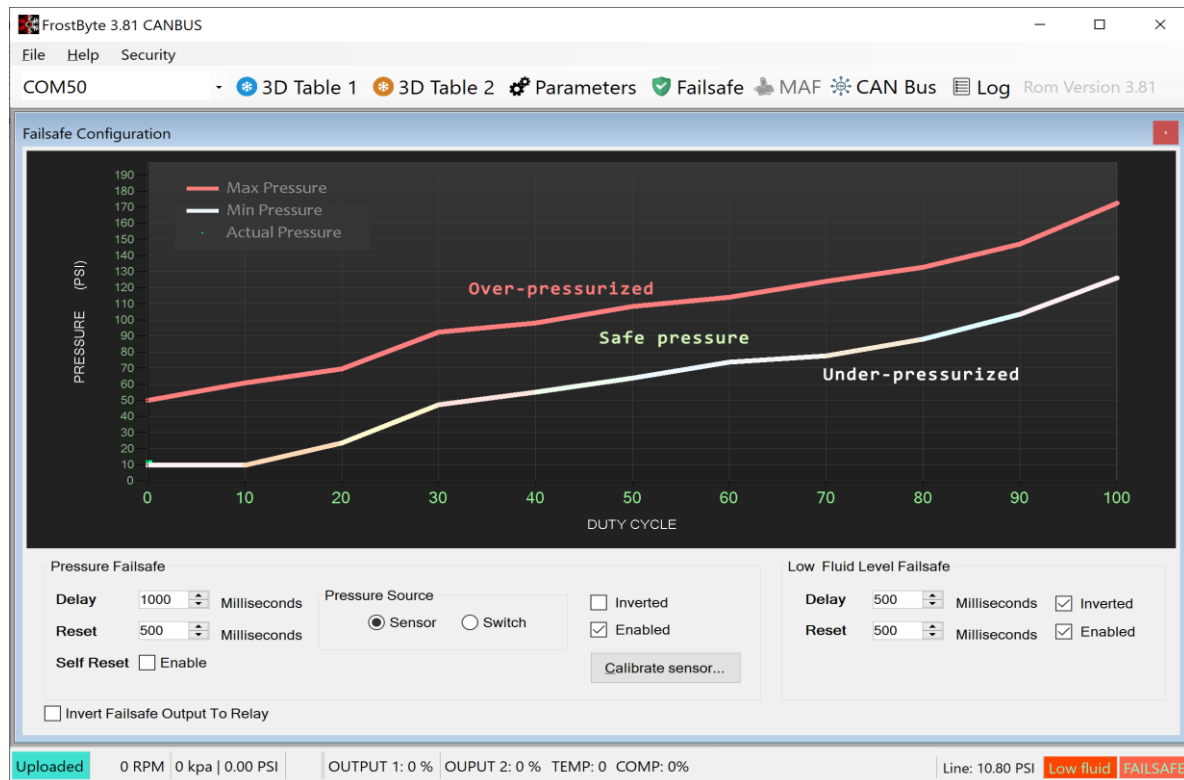 FrostByte 3.81 CANBUS
File Help Security
COM50 3D Table 1 3D Table 2 Parameters Failsafe MAF CAN Bus Log Rom Version 3.81
Failsafe Configuration
190
180
170
160
150
140
130
120
110
100
90
80
70
60
50
40
30
20
10
0
PRESSURE (PSI)
Max Pressure
Min Pressure
Actual Pressure
Over-pressurized
Safe pressure
Under-pressurized
0 10 20 30 40 50 60 70 80 90 100
DUTY CYCLE
Pressure Failsafe
Delay 1000 Milliseconds
Reset 500 Milliseconds
Self Reset Enable
Pressure Source
Sensor Switch
Inverted
Enabled
Calibrate sensor...
Low Fluid Level Failsafe
Delay 500 Milliseconds Inverted
Reset 500 Milliseconds Enabled
Invert Failsafe Output To Relay
Uploaded 0 RPM 0 kpa | 0.00 PSI OUTPUT 1: 0 % OUPUT 2: 0 % TEMP: 0 COMP: 0% Line: 10.80 PSI Low fluid FAILSAFE